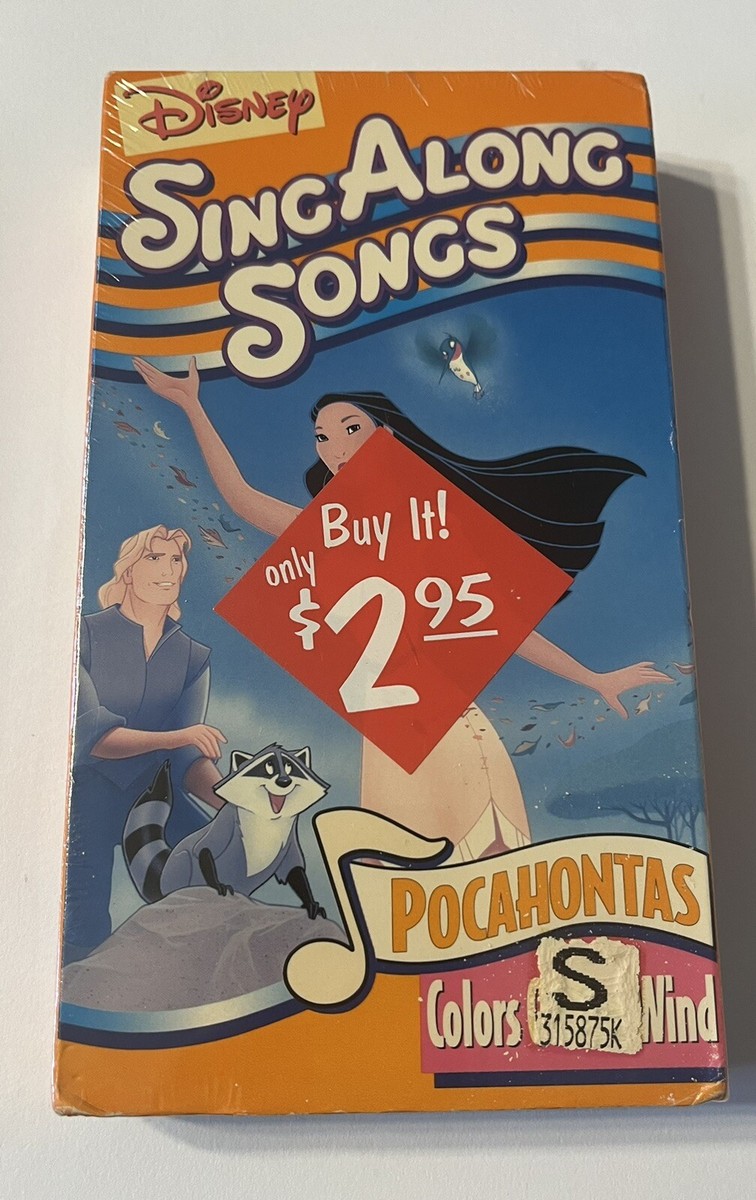 Disney
Sing Along
Songs
Buy It!
only
$2 95
Pocahontas
Colors Wind
S
315875K